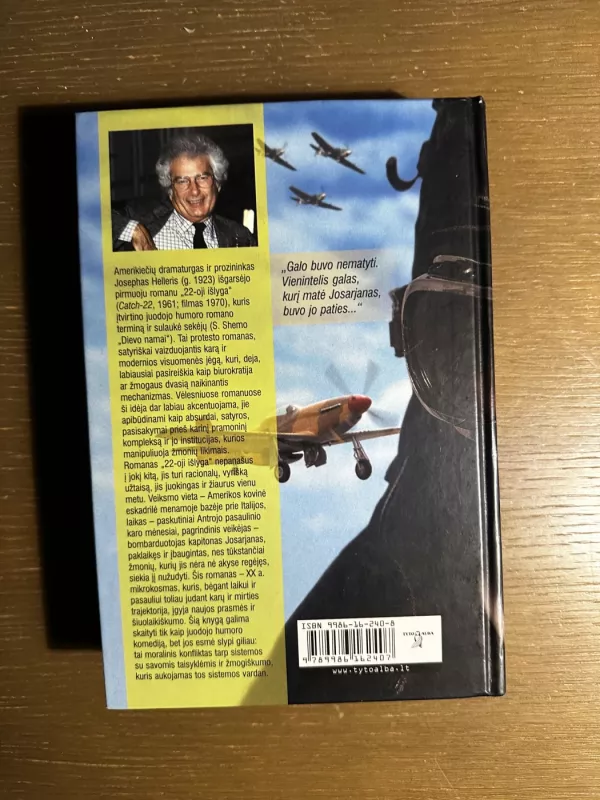 Amerikiečių dramaturgas ir prozininkas
Josephas Helleris (g. 1923) išgarsėjo
pirmuoju romanu „22-oji išlyga"
(Catch-22, 1961; filmas 1970), kuris
įtvirtino juodojo humoro romano
terminą ir sulaukė sekėjų (S. Shemo
„Dievo namai"). Tai protesto romanas,
satyriškai vaizduojantis karą ir
modernios visuomenės jėgą, kuri, deja,
labiausiai pasireiškia kaip biurokratija
ar žmogaus dvasią naikinantis
mechanizmas. Vėlesniuose romanuose
ši idėja dar labiau akcentuojama, jie
apibūdinami kaip absurdai, satyros,
pasisakymai prieš karinį pramoninį
kompleksą ir jo institucijas, kurios
manipuliuoja žmonių likimais.
Romanas „22-oji išlyga" nepanašus
į jokį kitą, jis turi racionalų, vyrišką
užtaisą, jis juokingas ir žiaurus vienu
metu. Veiksmo vieta – Amerikos kovinė
eskadrilė menamoje bazėje prie Italijos,
laikas – paskutiniai Antrojo pasaulinio
karo mėnesiai, pagrindinis veikėjas –
bombarduotojas kapitonas Josarjanas,
paklaikęs ir įbaugintas, nes tūkstančiai
žmonių, kurių jis nėra nė akyse regėjęs,
siekia jį nužudyti. Šis romanas – XX a.
mikrokosmas, kuris, bėgant laikui ir
pasauliui toliau judant karų ir mirties
trajektorija, įgyja naujos prasmės ir
šiuolaikiškumo. Šią knygą galima
skaityti tik kaip juodojo humoro
komediją, bet jos esmė slypi giliau:
tai moralinis konfliktas tarp sistemos
su savomis taisyklėmis ir žmogiškumo,
kuris aukojamas tos sistemos vardan.
„Galo buvo nematyti.
Vienintelis galas,
kurį matė Josarjanas,
buvo jo paties..."
ISBN 9986-16-240-8
9 789986 162407
TYTO ALBA
www.tytoalba.lt